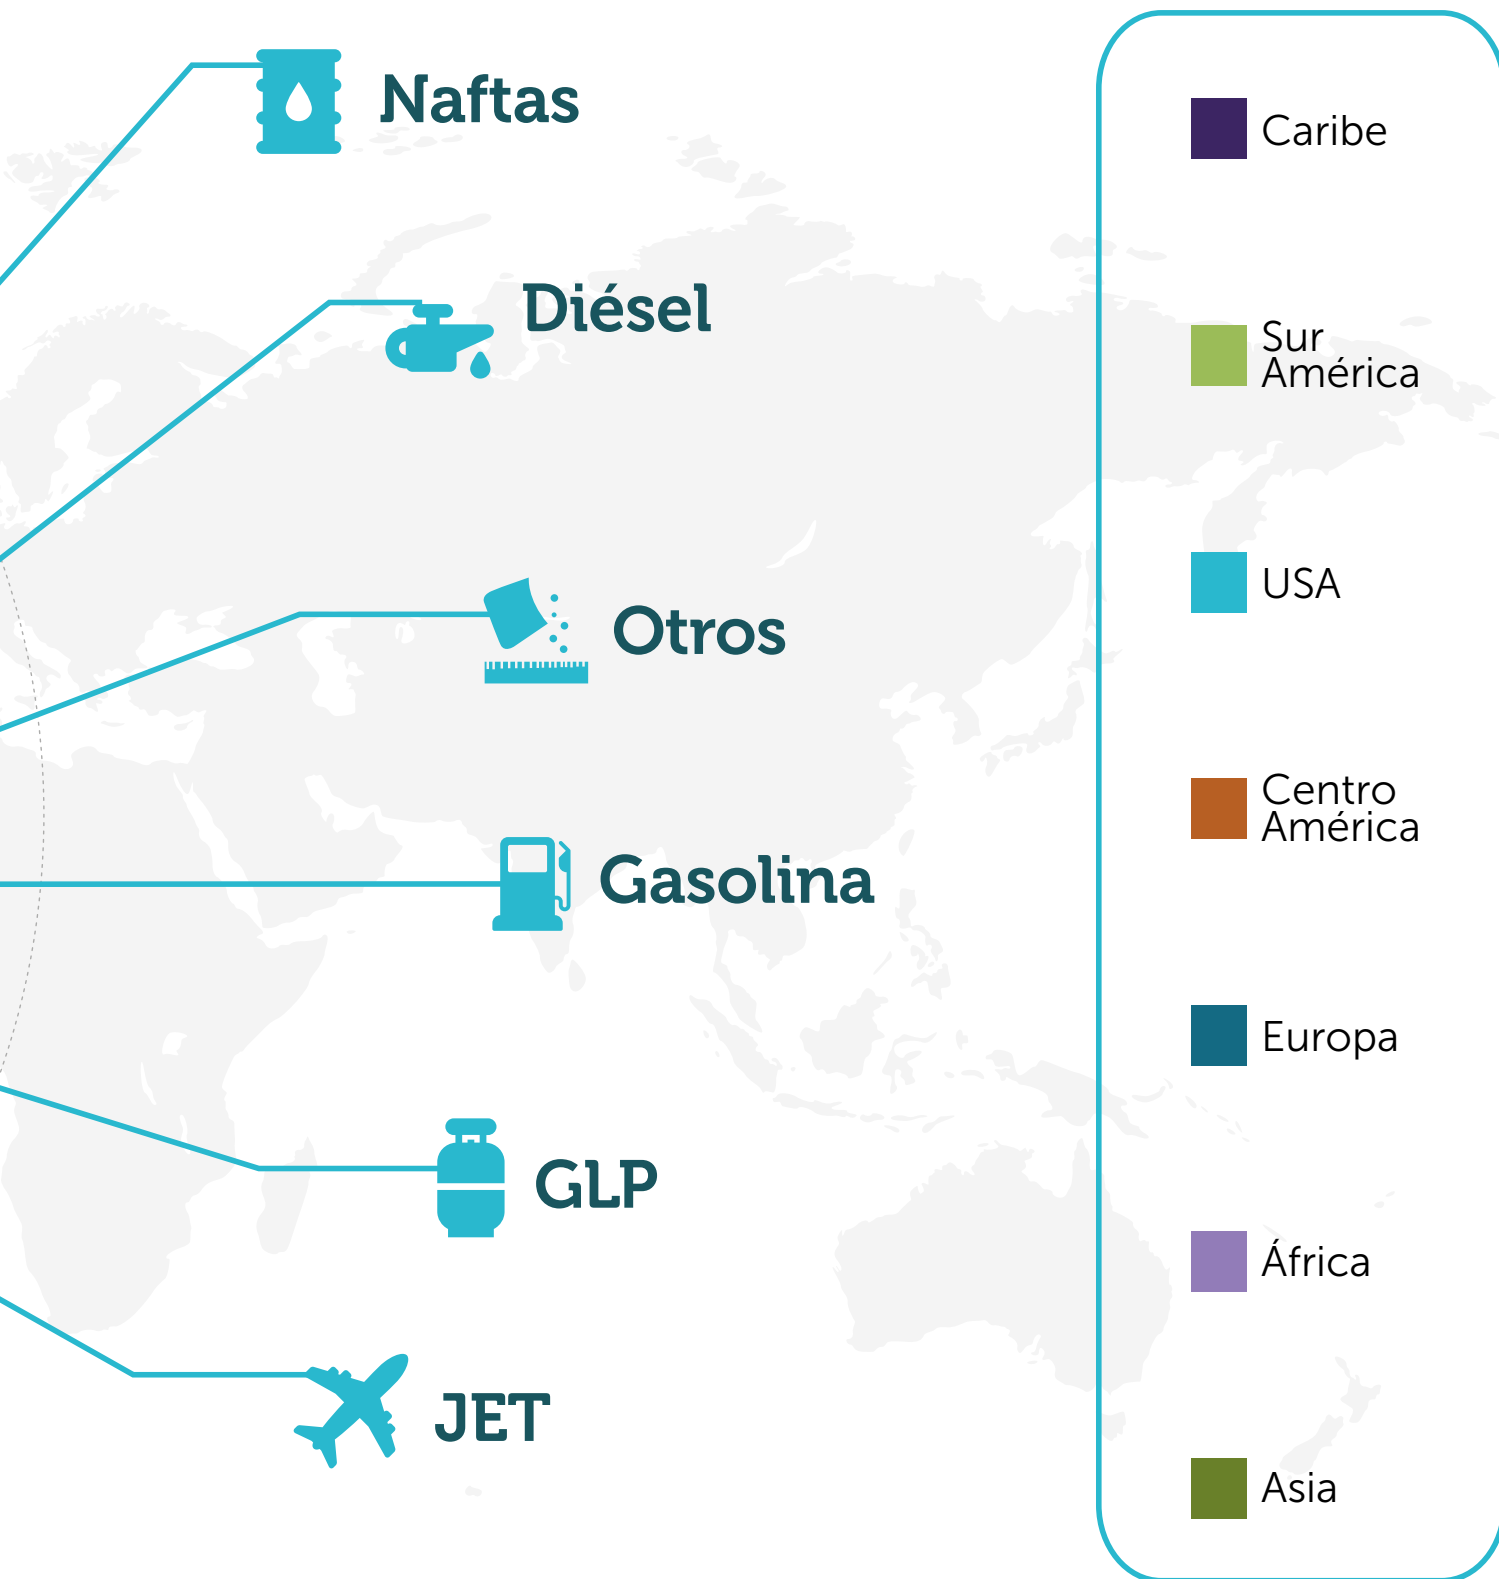 Naftas
Diésel
Otros
Gasolina
GLP
JET
Caribe
Sur
América
USA
Centro
América
Europa
África
Asia